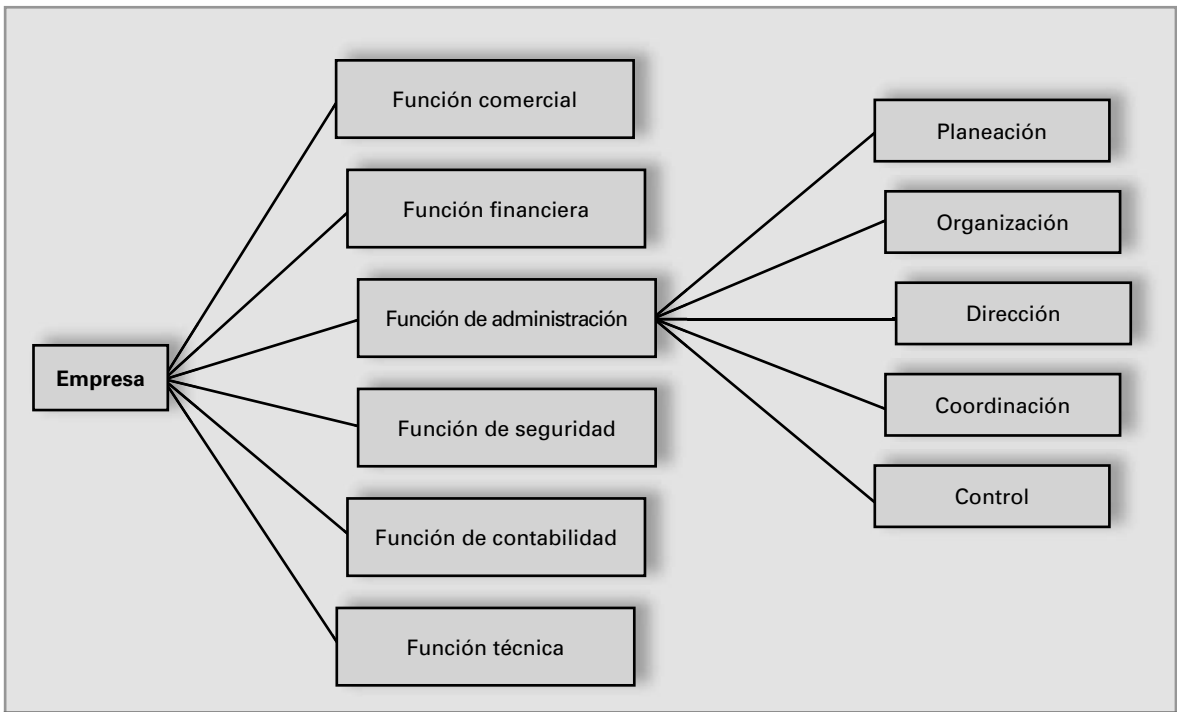 Empresa
Función comercial
Función financiera
Función de administración
Función de seguridad
Función de contabilidad
Función técnica
Planeación
Organización
Dirección
Coordinación
Control